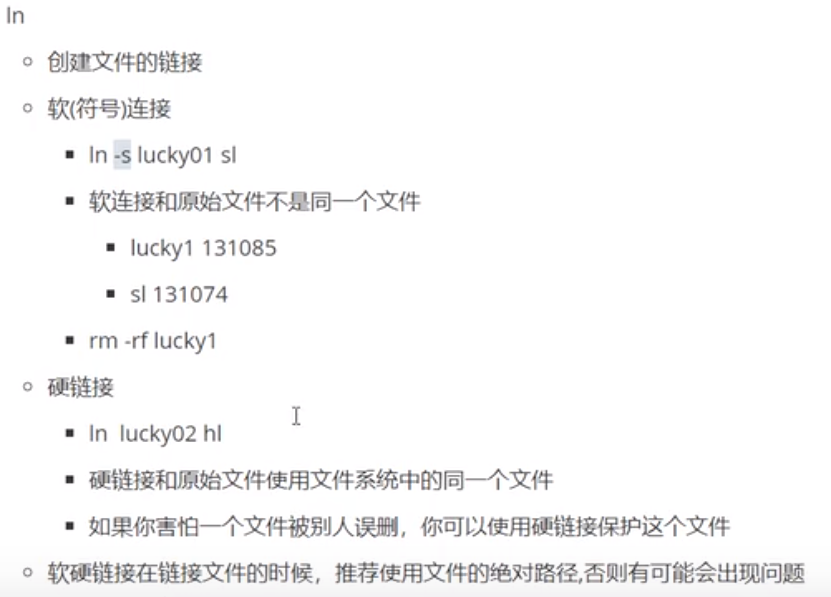 ln
创建文件的链接
软(符号)连接
ln -s lucky01 sl
软连接和原始文件不是同一个文件
lucky1 131085
sl 131074
rm -rf lucky1
硬链接
ln  lucky02 hl
硬链接和原始文件使用文件系统中的同一个文件
如果你害怕一个文件被别人误删，你可以使用硬链接保护这个文件
软硬链接在链接文件的时候，推荐使用文件的绝对路径,否则有可能会出现问题